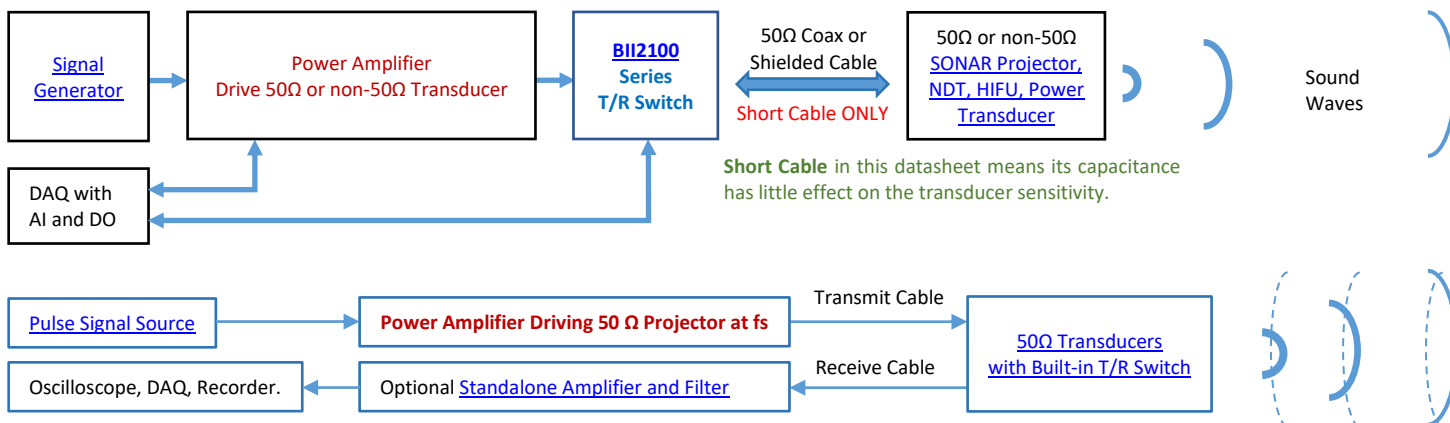 Signal
Generator
Power Amplifier
Drive 50Ω or non-50Ω Transducer
BII2100
Series
T/R Switch
50Ω Coax or
Shielded Cable
Short Cable ONLY
50Ω or non-50Ω
SONAR Projector,
NDT, HIFU, Power
Transducer
Sound
Waves
DAQ with
AI and DO
Short Cable in this datasheet means its capacitance
has little effect on the transducer sensitivity.
Pulse Signal Source
Power Amplifier Driving 50 Ω Projector at fs
Transmit Cable
50Ω Transducers
with Built-in T/R Switch
Oscilloscope, DAQ, Recorder.
Optional Standalone Amplifier and Filter
Receive Cable